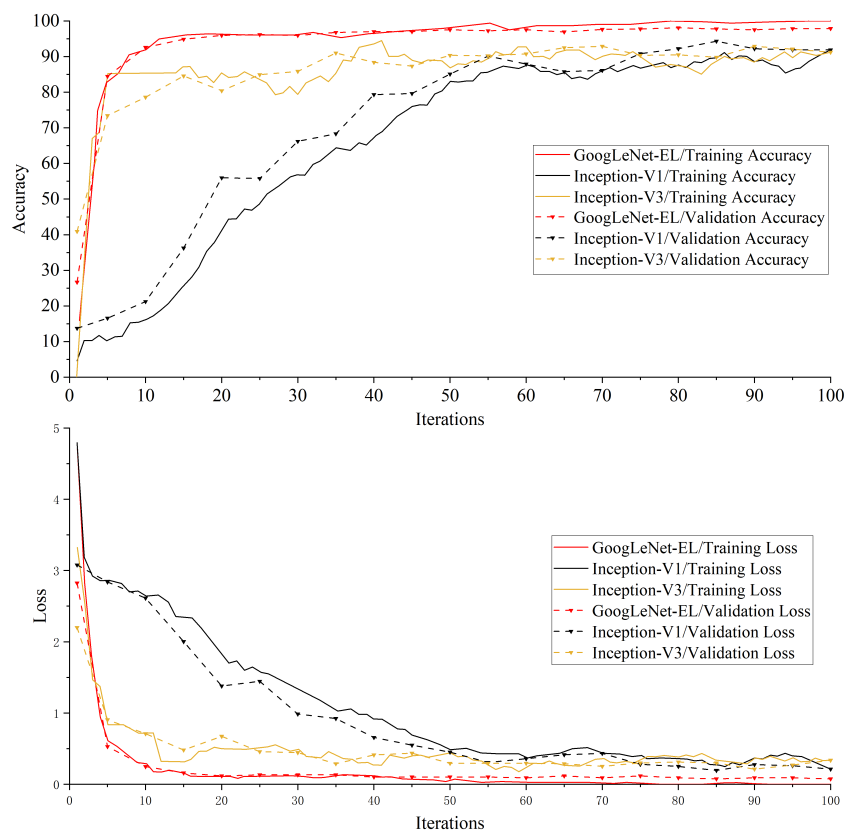 100
90
80
70
60
50
40
30
20
10
0
Accuracy
GoogLeNet-EL/Training Accuracy
Inception-V1/Training Accuracy
Inception-V3/Training Accuracy
GoogLeNet-EL/Validation Accuracy
Inception-V1/Validation Accuracy
Inception-V3/Validation Accuracy
0 10 20 30 40 50 60 70 80 90 100
Iterations
5
4
3
2
1
0
Loss
GoogLeNet-EL/Training Loss
Inception-V1/Training Loss
Inception-V3/Training Loss
GoogLeNet-EL/Validation Loss
Inception-V1/Validation Loss
Inception-V3/Validation Loss
0 10 20 30 40 50 60 70 80 90 100
Iterations